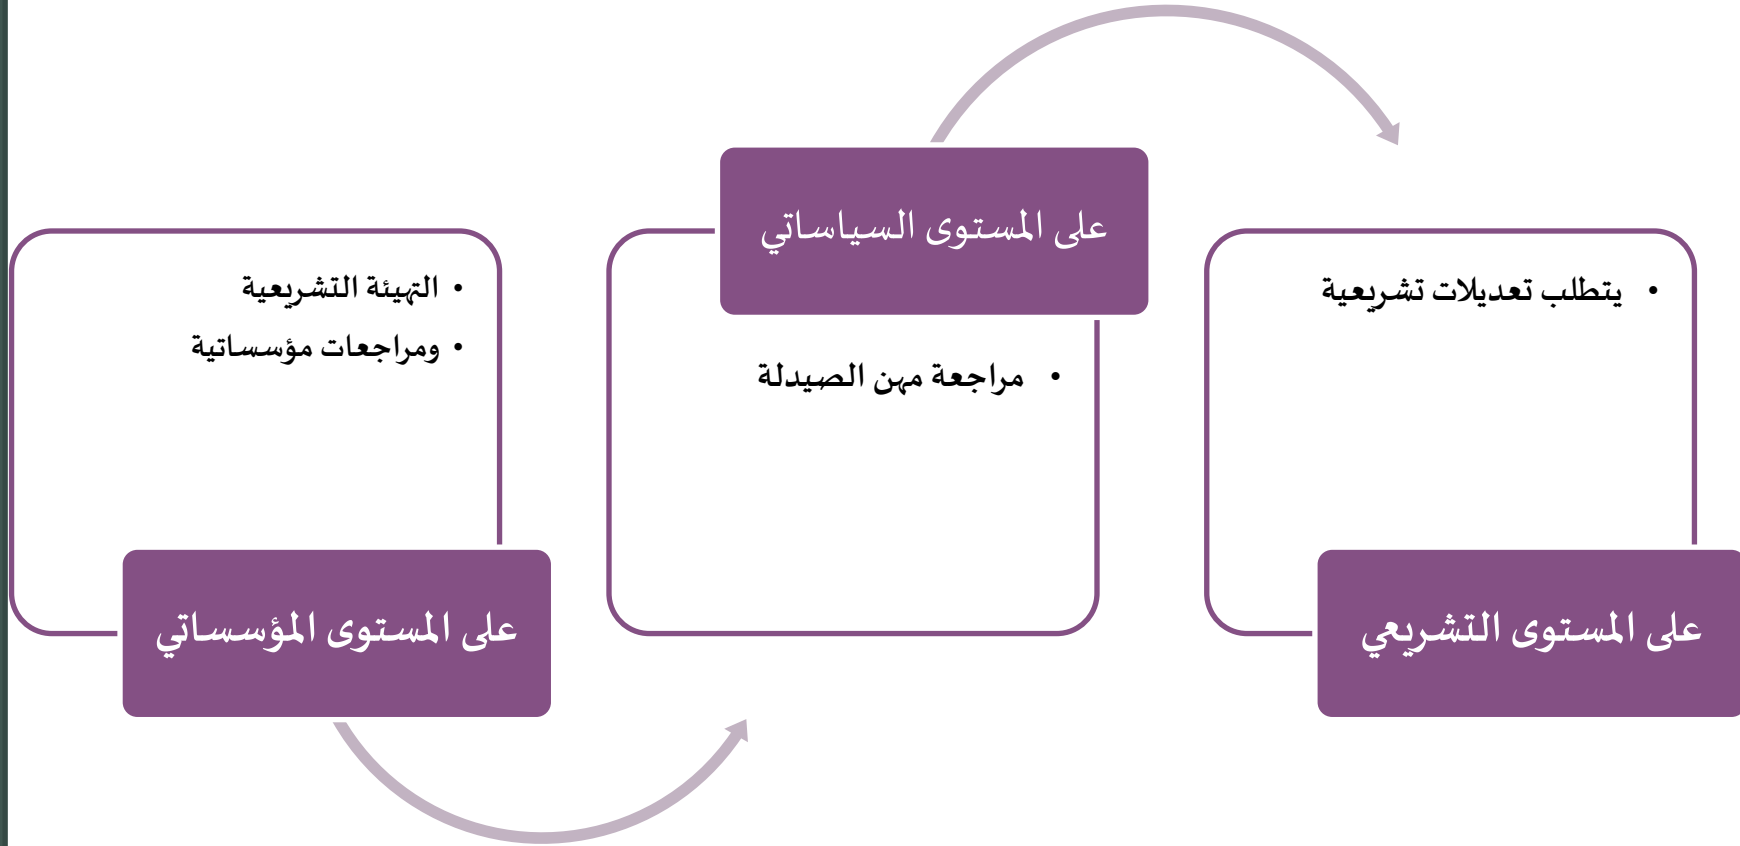 على المستوى التشريعي
• يتطلب تعديلات تشريعية
على المستوى السياساتي
• مراجعة مهن الصيدلة
على المستوى المؤسساتي
• التهيئة التشريعية
• ومراجعات مؤسساتية